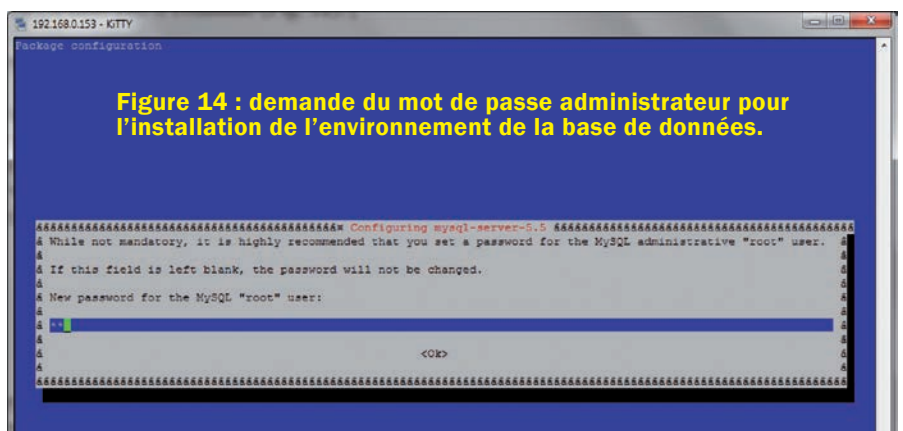 192.168.0.153 - KiTTY
Package configuration
Figure 14 : demande du mot de passe administrateur pour
l’installation de l’environnement de la base de données.
Configuring mysql-server-5.5
While not mandatory, it is highly recommended that you set a password for the MySQL administrative "root" user.
If this field is left blank, the password will not be changed.
New password for the MySQL "root" user:
**
<Ok>